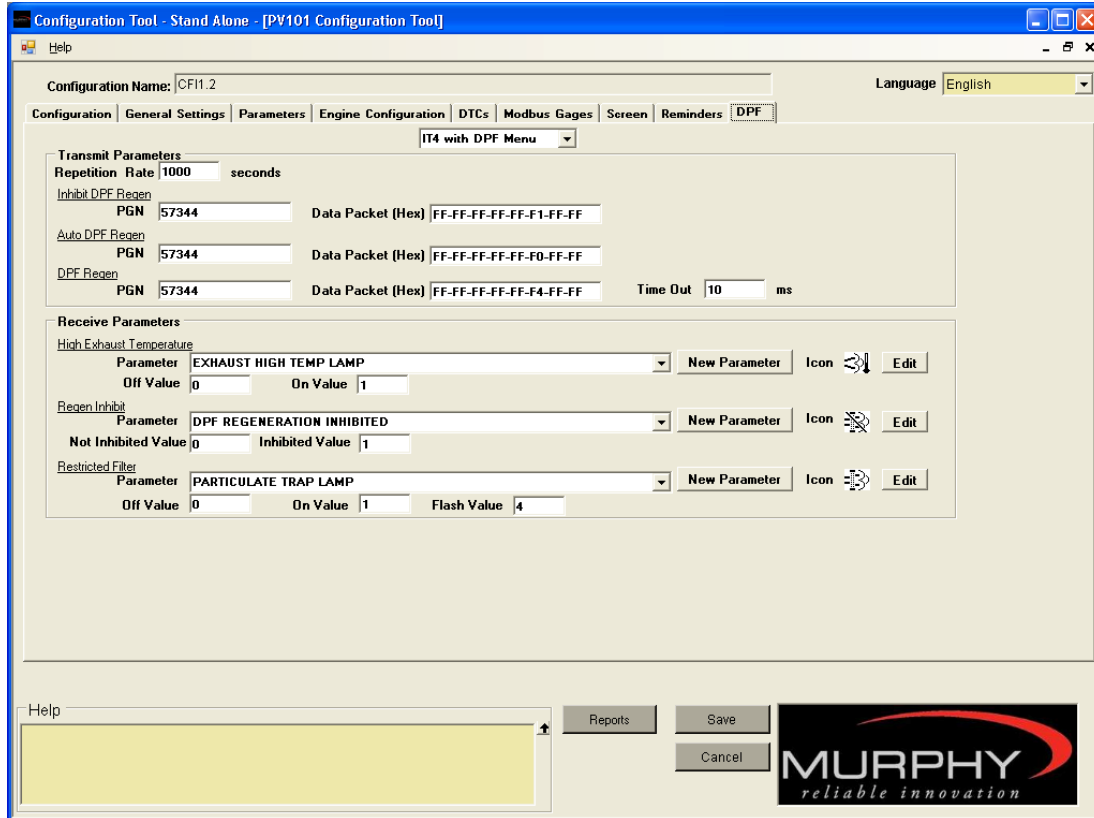 Configuration Tool - Stand Alone - [PV101 Configuration Tool]
Help
Configuration Name: CFI1.2 Language English
Configuration General Settings Parameters Engine Configuration DTCs Modbus Gages Screen Reminders DPF
IT4 with DPF Menu
Transmit Parameters
Repetition Rate 1000 seconds
Inhibit DPF Regen
PGN 57344 Data Packet (Hex) FF-FF-FF-FF-FF-F1-FF-FF
Auto DPF Regen
PGN 57344 Data Packet (Hex) FF-FF-FF-FF-FF-F0-FF-FF
DPF Regen
PGN 57344 Data Packet (Hex) FF-FF-FF-FF-FF-F4-FF-FF Time Out 10 ms
Receive Parameters
High Exhaust Temperature
Parameter EXHAUST HIGH TEMP LAMP New Parameter Icon Edit
Off Value 0 On Value 1
Regen Inhibit
Parameter DPF REGENERATION INHIBITED New Parameter Icon Edit
Not Inhibited Value 0 Inhibited Value 1
Restricted Filter
Parameter PARTICULATE TRAP LAMP New Parameter Icon Edit
Off Value 0 On Value 1 Flash Value 4
Help
Reports Save
Cancel
MURPHY
reliable innovation